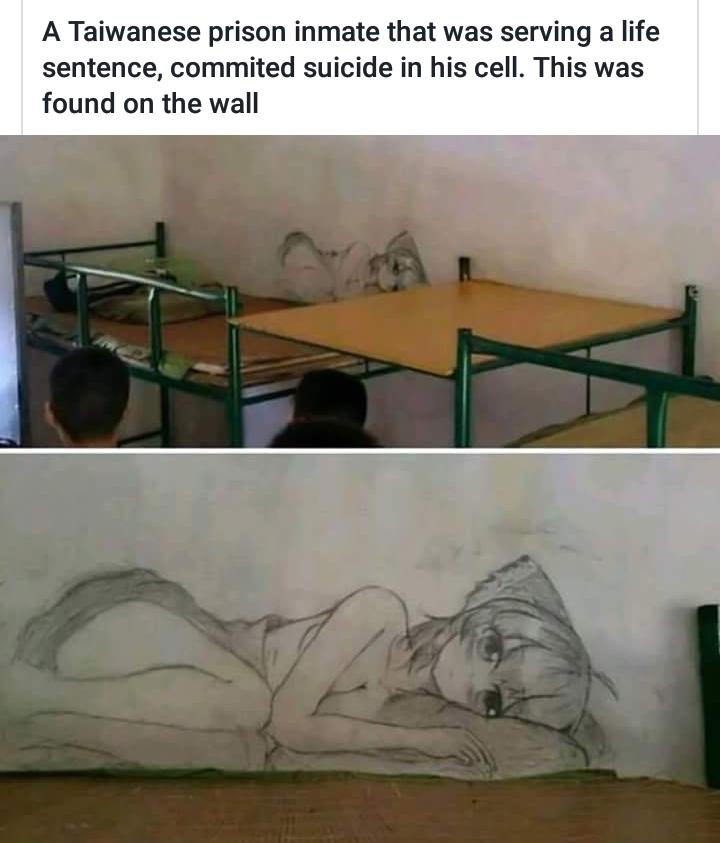 A Taiwanese prison inmate that was serving a life
sentence, commited suicide in his cell. This was
found on the wall